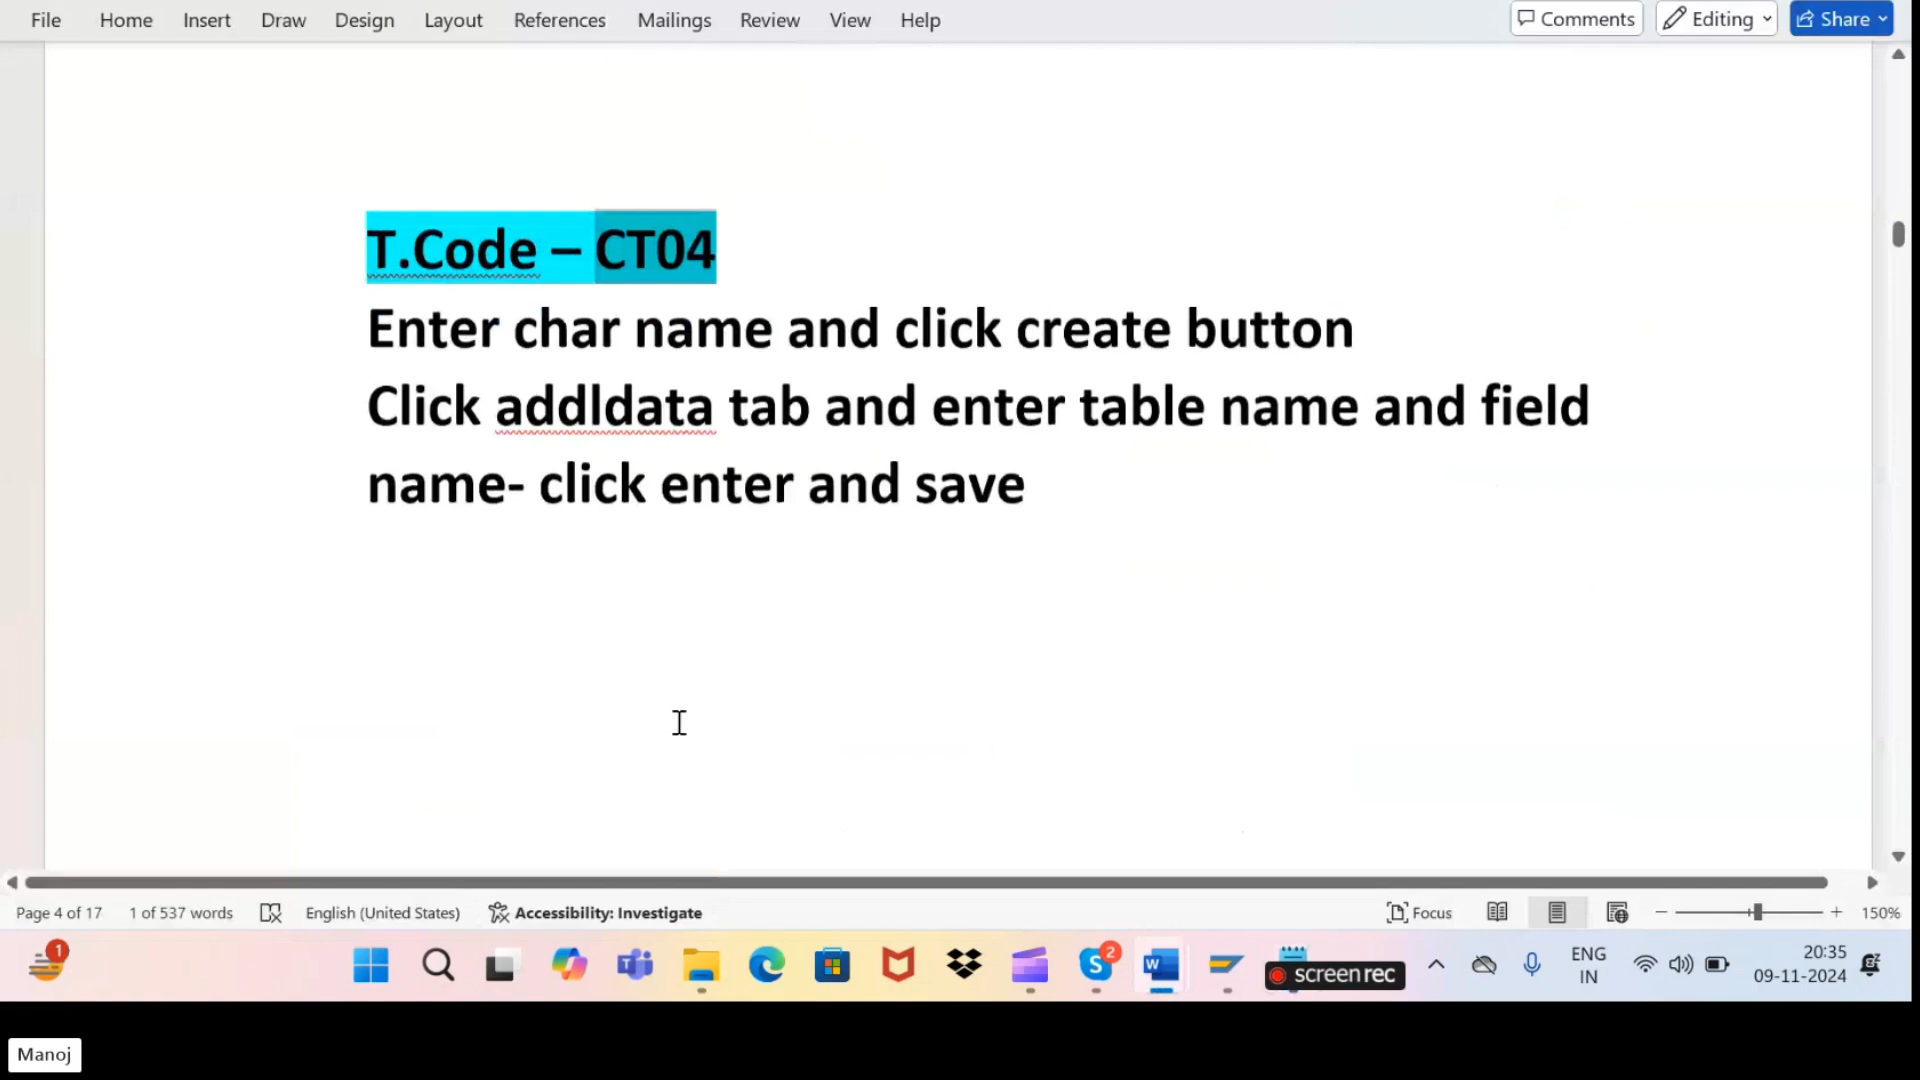 File Home Insert Draw Design Layout References Mailings Review View Help Comments Editing Share
T.Code – CT04
Enter char name and click create button
Click addldata tab and enter table name and field
name- click enter and save
Page 4 of 17 1 of 537 words English (United States) Accessibility: Investigate Focus 150%
1 2 W S screenrec ENG 20:35
IN 09-11-2024
Manoj